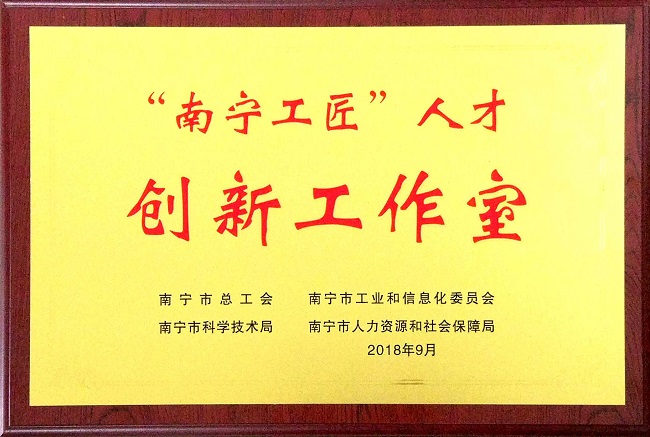 “南宁工匠”人才
创新工作室
南宁市总工会 南宁市工业和信息化委员会
南宁市科学技术局 南宁市人力资源和社会保障局
2018年9月